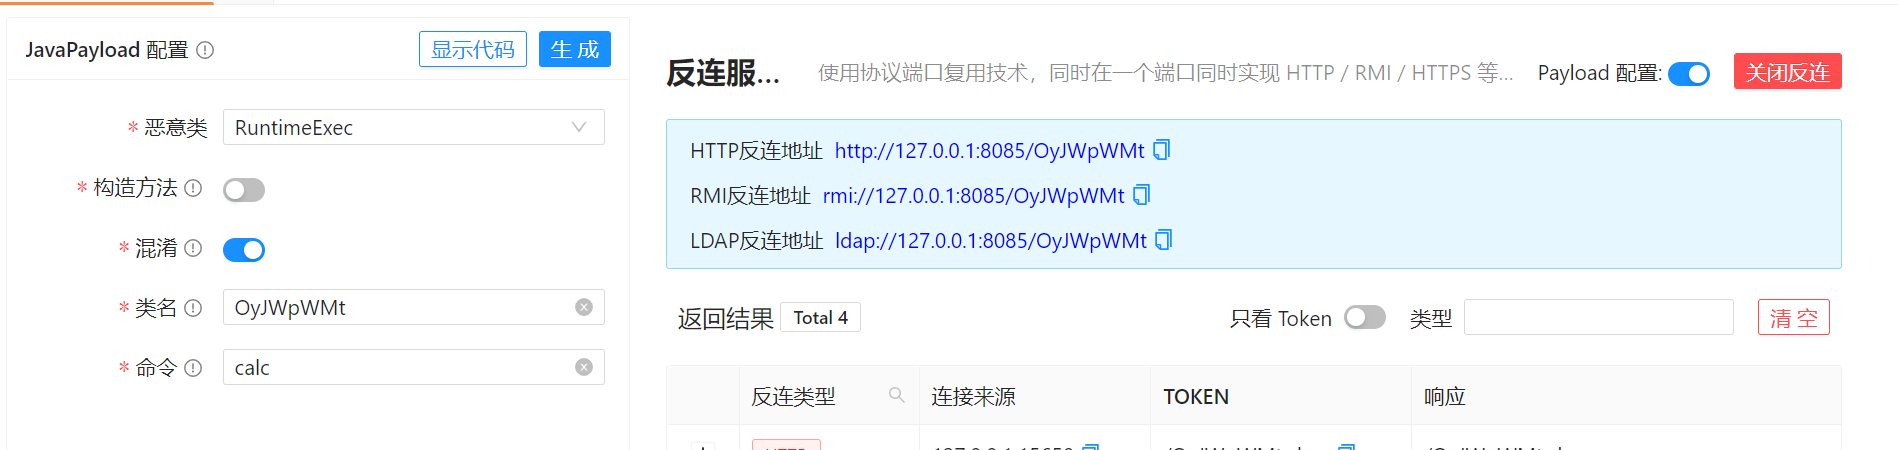 JavaPayload 配置
显示代码
生 成
* 恶意类 RuntimeExec
* 构造方法
* 混淆
* 类名 OyJWpWMt
* 命令 calc
反连服... 使用协议端口复用技术，同时在一个端口同时实现 HTTP / RMI / HTTPS 等... Payload 配置: 关闭反连
HTTP反连地址 http://127.0.0.1:8085/OyJWpWMt
RMI反连地址 rmi://127.0.0.1:8085/OyJWpWMt
LDAP反连地址 ldap://127.0.0.1:8085/OyJWpWMt
返回结果 Total 4 只看 Token 类型 清 空
反连类型 连接来源 TOKEN 响应